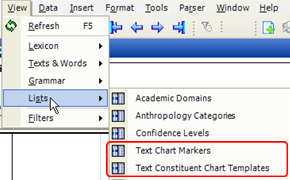 View Data Insert Format Tools Parser Window Help
Refresh F5
Lexicon
Texts & Words
Grammar
Lists
Filters
Academic Domains
Anthropology Categories
Confidence Levels
Text Chart Markers
Text Constituent Chart Templates